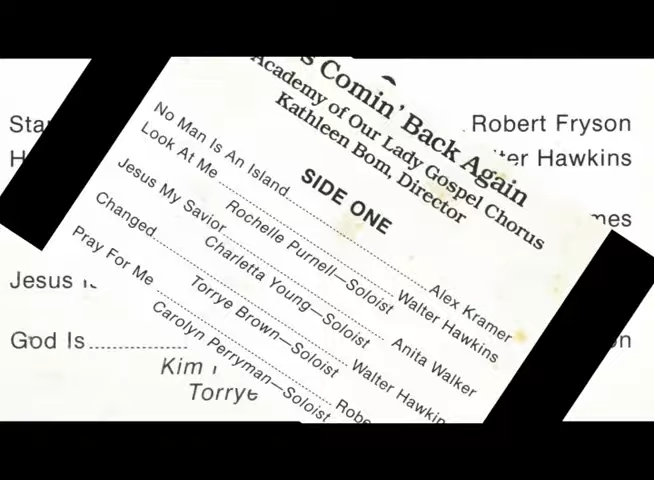 Comin' Back Again
Academy of Our Lady Gospel Chorus
Kathleen Bom, Director
SIDE ONE
No Man Is An Island Alex Kramer
Look At Me Walter Hawkins
Rochelle Purnell—Soloist
Jesus My Savior Anita Walker
Charletta Young—Soloist
Changed Walter Hawkins
Torrye Brown—Soloist
Pray For Me
Carolyn Perryman—Soloist
Robert Fryson
Hawkins
Jesus
God Is
Kim